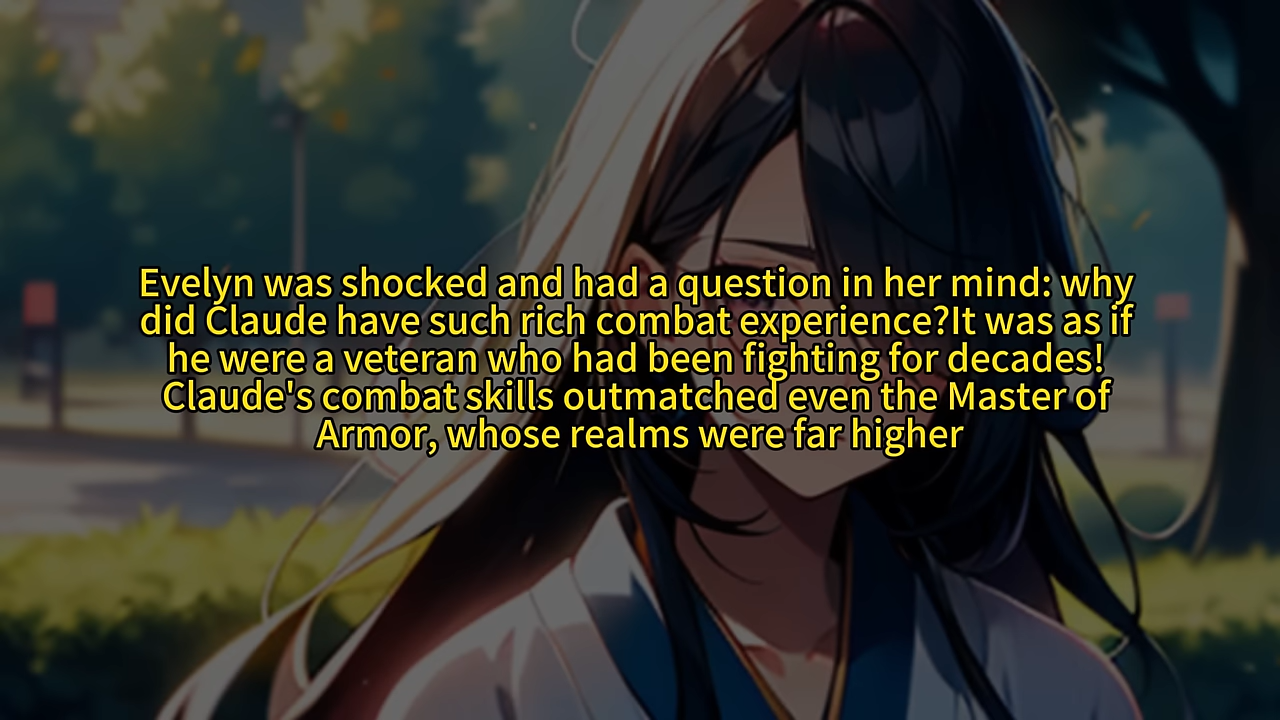 Evelyn was shocked and had a question in her mind: why
did Claude have such rich combat experience?It was as if
he were a veteran who had been fighting for decades!
Claude's combat skills outmatched even the Master of
Armor, whose realms were far higher